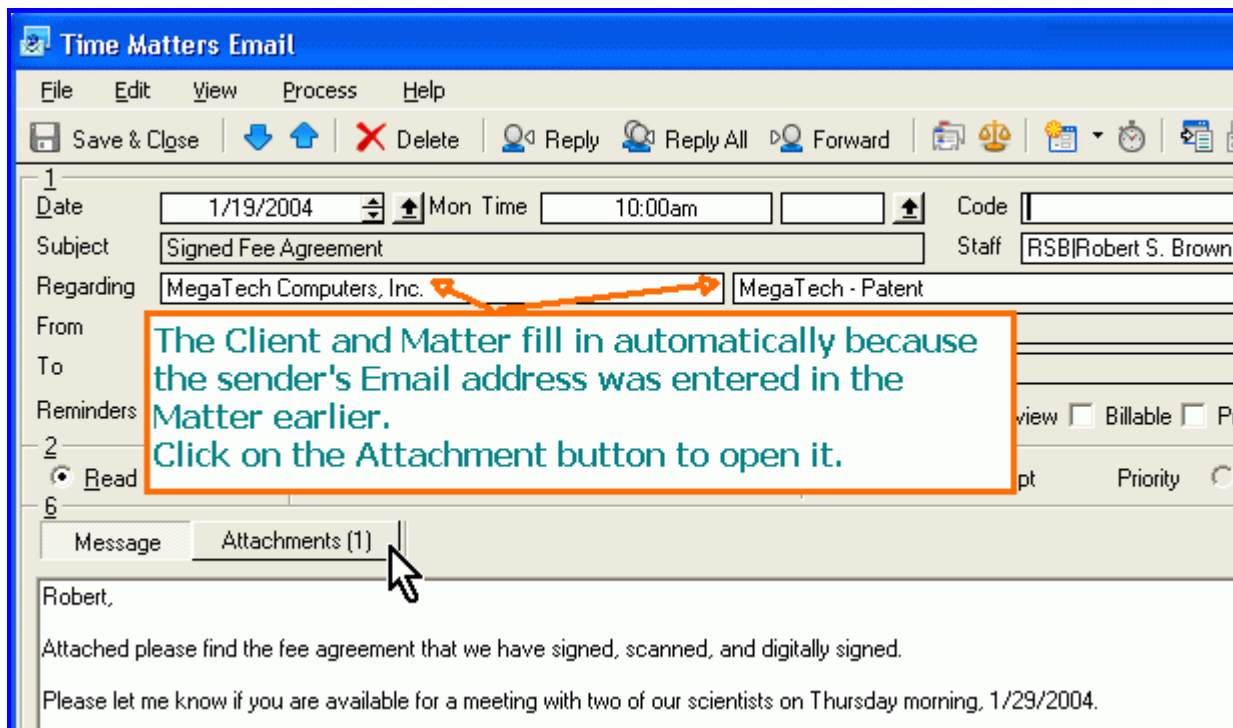 Time Matters Email
File Edit View Process Help
Save & Close Delete Reply Reply All Forward
1
Date 1/19/2004 Mon Time 10:00am Code
Subject Signed Fee Agreement Staff RSB|Robert S. Brown
Regarding MegaTech Computers, Inc. MegaTech - Patent
From
To
Reminders
The Client and Matter fill in automatically because
the sender's Email address was entered in the
Matter earlier.
Click on the Attachment button to open it.
view Billable
2
Read Priority
6
Message Attachments (1)
Robert,
Attached please find the fee agreement that we have signed, scanned, and digitally signed.
Please let me know if you are available for a meeting with two of our scientists on Thursday morning, 1/29/2004.